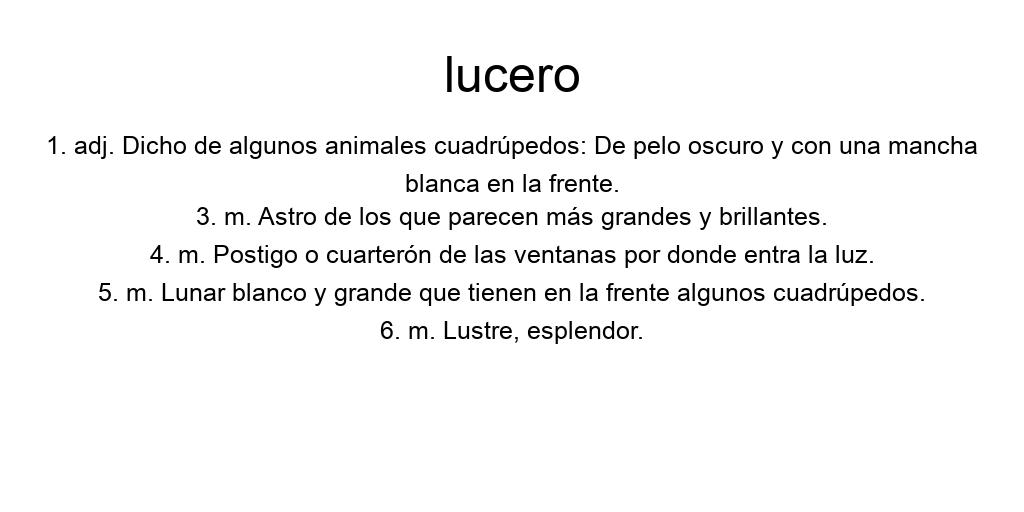 lucero
1. adj. Dicho de algunos animales cuadrúpedos: De pelo oscuro y con una mancha
blanca en la frente.
3. m. Astro de los que parecen más grandes y brillantes.
4. m. Postigo o cuarterón de las ventanas por donde entra la luz.
5. m. Lunar blanco y grande que tienen en la frente algunos cuadrúpedos.
6. m. Lustre, esplendor.